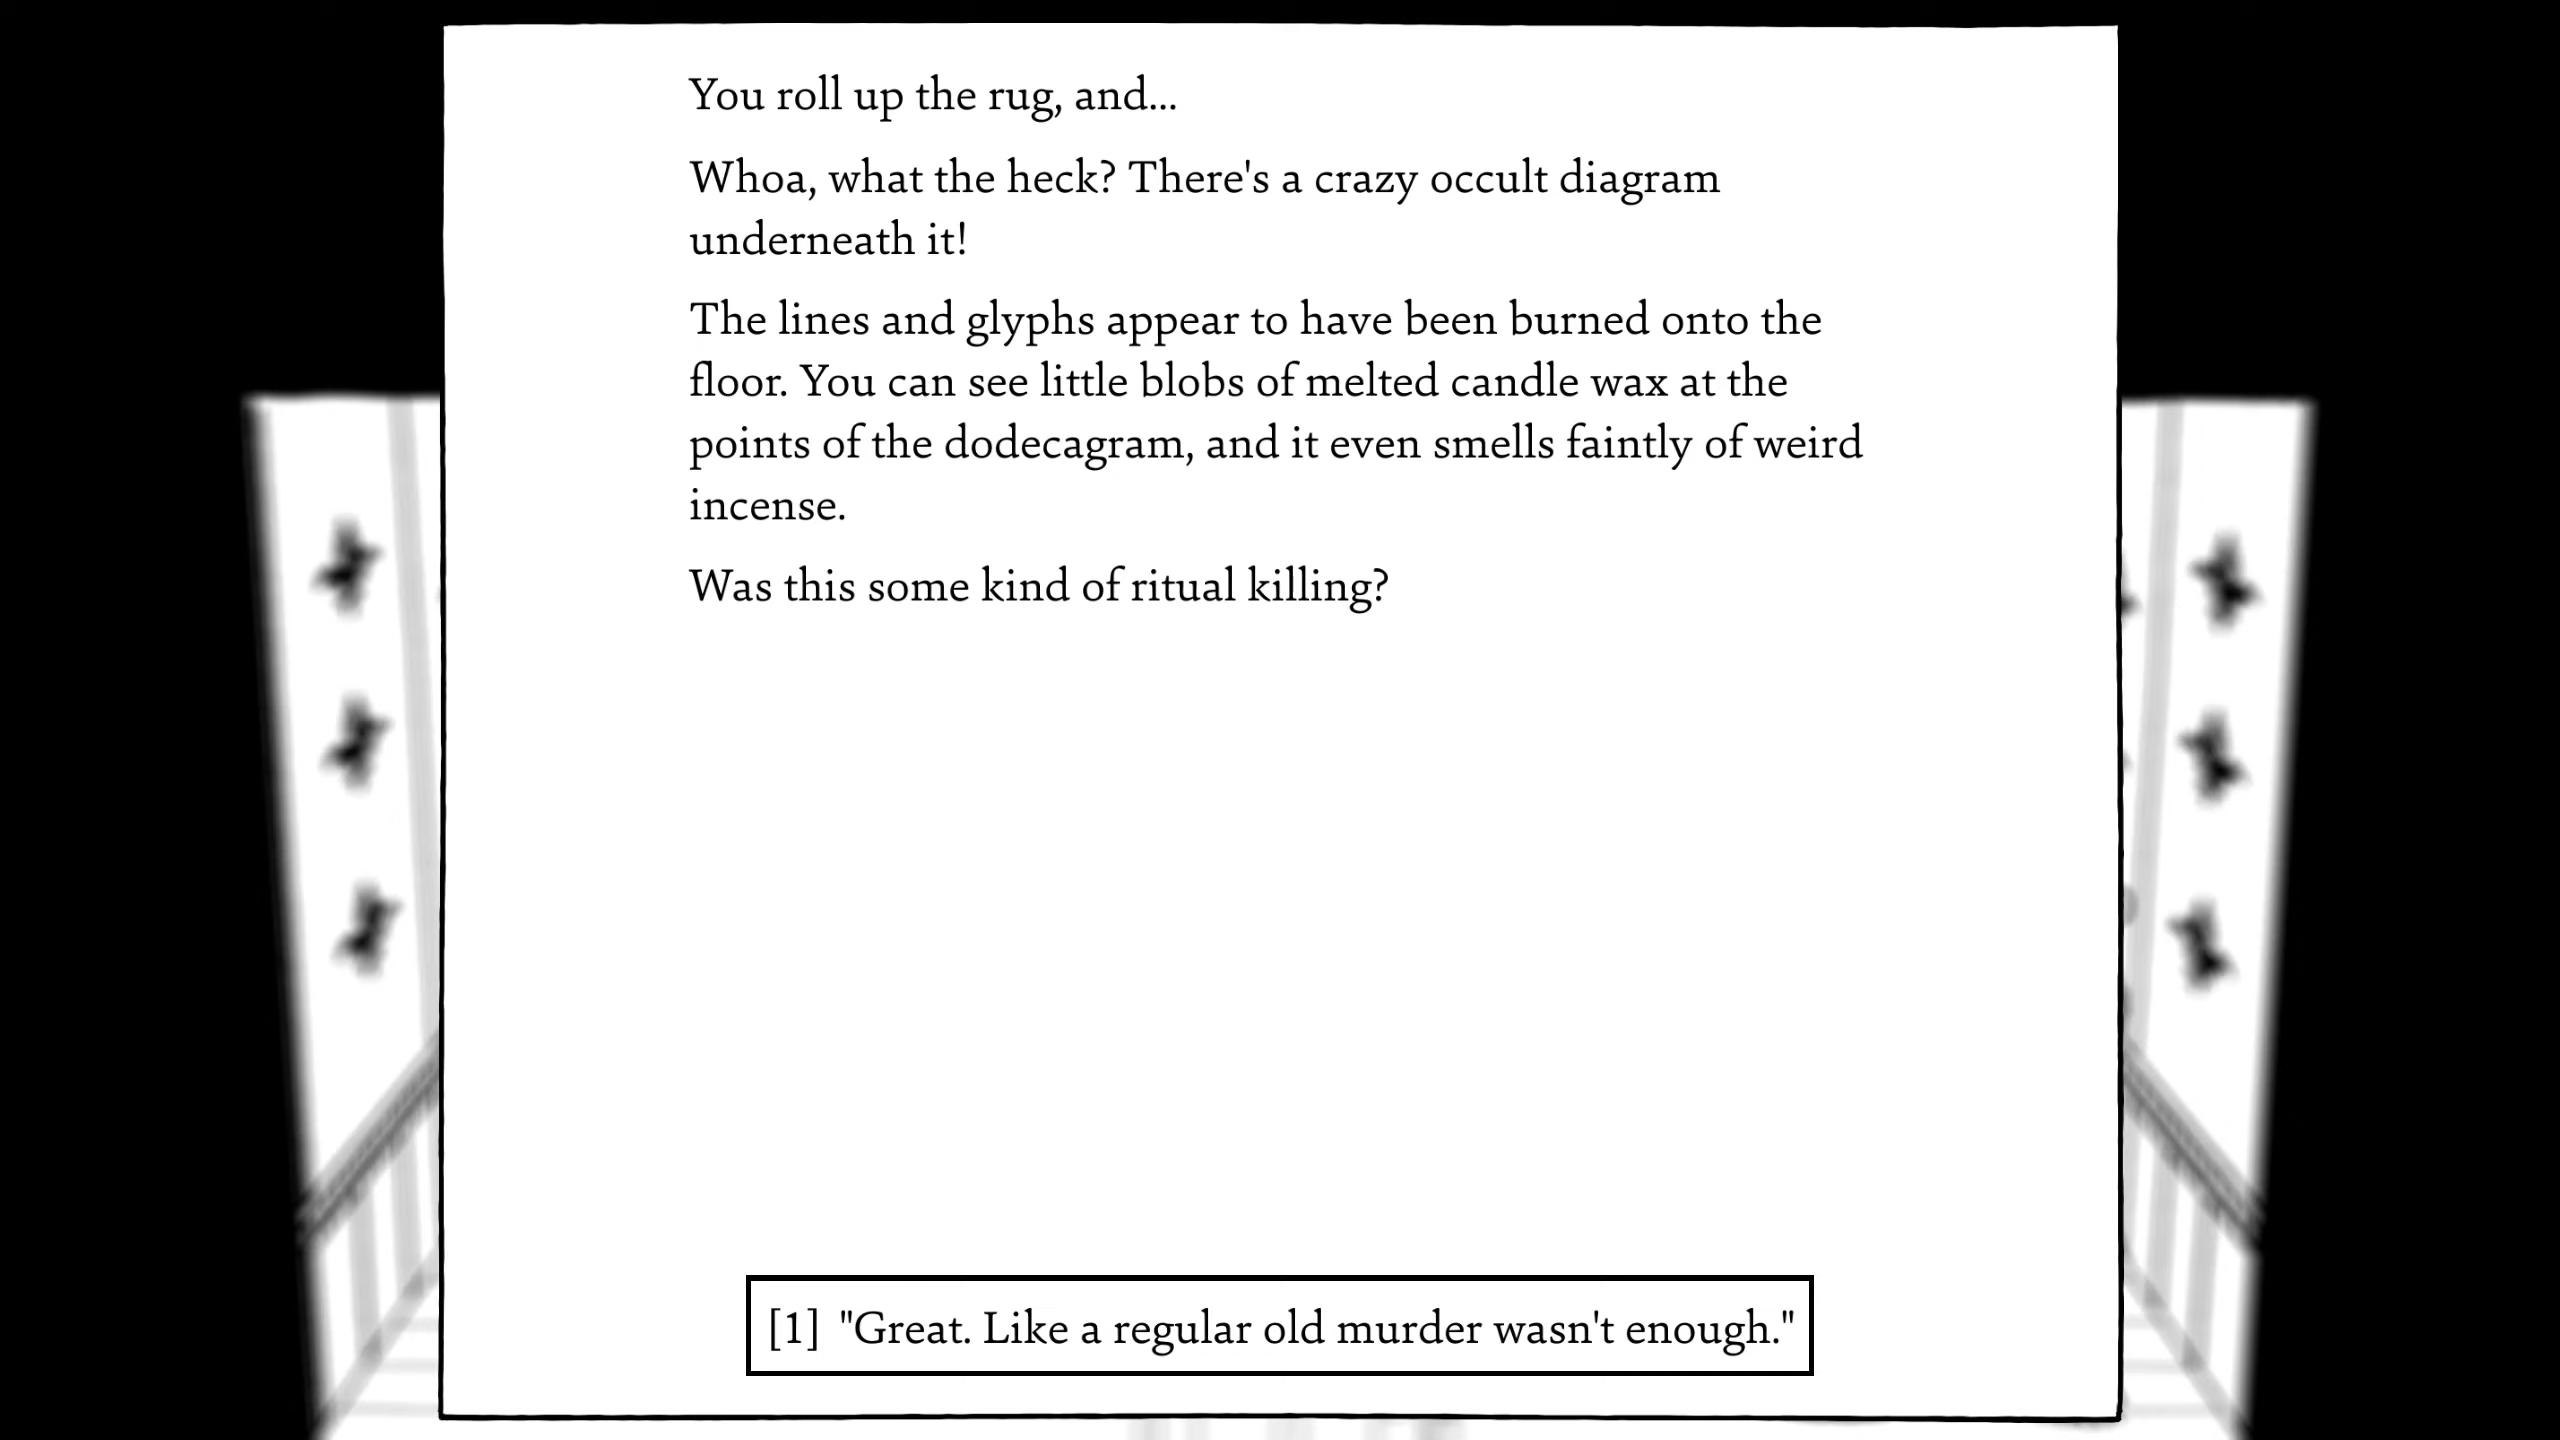 You roll up the rug, and...
Whoa, what the heck? There's a crazy occult diagram
underneath it!
The lines and glyphs appear to have been burned onto the
floor. You can see little blobs of melted candle wax at the
points of the dodecagram, and it even smells faintly of weird
incense.
Was this some kind of ritual killing?
[1] "Great. Like a regular old murder wasn't enough."